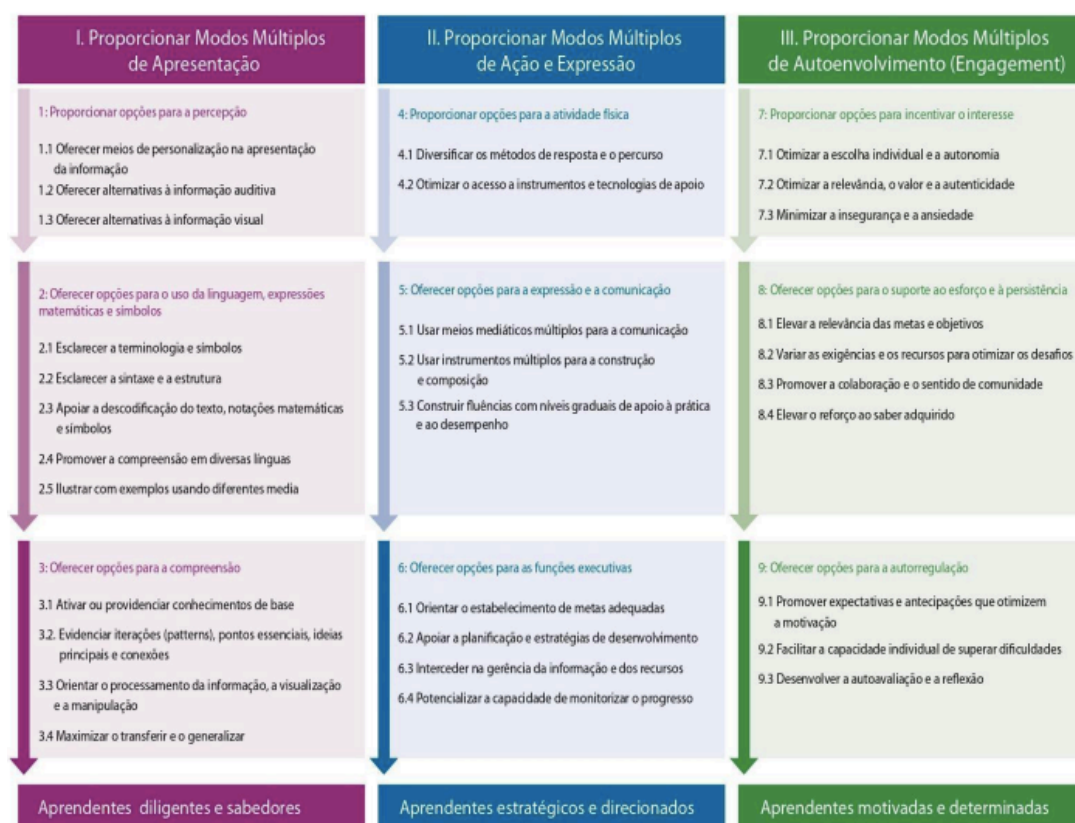 I. Proporcionar Modos Múltiplos
de Apresentação
1: Proporcionar opções para a percepção
1.1 Oferecer meios de personalização na apresentação
da informação
1.2 Oferecer alternativas à informação auditiva
1.3 Oferecer alternativas à informação visual
2: Oferecer opções para o uso da linguagem, expressões
matemáticas e símbolos
2.1 Esclarecer a terminologia e símbolos
2.2 Esclarecer a sintaxe e a estrutura
2.3 Apoiar a descodificação do texto, notações matemáticas
e símbolos
2.4 Promover a compreensão em diversas línguas
2.5 Ilustrar com exemplos usando diferentes media
3: Oferecer opções para a compreensão
3.1 Ativar ou providenciar conhecimentos de base
3.2. Evidenciar iterações (patterns), pontos essenciais, ideias
principais e conexões
3.3 Orientar o processamento da informação, a visualização
e a manipulação
3.4 Maximizar o transferir e o generalizar
Aprendentes diligentes e sabedores
II. Proporcionar Modos Múltiplos
de Ação e Expressão
4: Proporcionar opções para a atividade física
4.1 Diversificar os métodos de resposta e o percurso
4.2 Otimizar o acesso a instrumentos e tecnologias de apoio
5: Oferecer opções para a expressão e a comunicação
5.1 Usar meios mediáticos múltiplos para a comunicação
5.2 Usar instrumentos múltiplos para a construção
e composição
5.3 Construir fluências com níveis graduais de apoio à prática
e ao desempenho
6: Oferecer opções para as funções executivas
6.1 Orientar o estabelecimento de metas adequadas
6.2 Apoiar a planificação e estratégias de desenvolvimento
6.3 Interceder na gerência da informação e dos recursos
6.4 Potencializar a capacidade de monitorizar o progresso
Aprendentes estratégicos e direcionados
III. Proporcionar Modos Múltiplos
de Autoenvolvimento (Engagement)
7: Proporcionar opções para incentivar o interesse
7.1 Otimizar a escolha individual e a autonomia
7.2 Otimizar a relevância, o valor e a autenticidade
7.3 Minimizar a insegurança e a ansiedade
8: Oferecer opções para o suporte ao esforço e à persistência
8.1 Elevar a relevância das metas e objetivos
8.2 Variar as exigências e os recursos para otimizar os desafios
8.3 Promover a colaboração e o sentido de comunidade
8.4 Elevar o reforço ao saber adquirido
9: Oferecer opções para a autorregulação
9.1 Promover expectativas e antecipações que otimizem
a motivação
9.2 Facilitar a capacidade individual de superar dificuldades
9.3 Desenvolver a autoavaliação e a reflexão
Aprendentes motivadas e determinadas